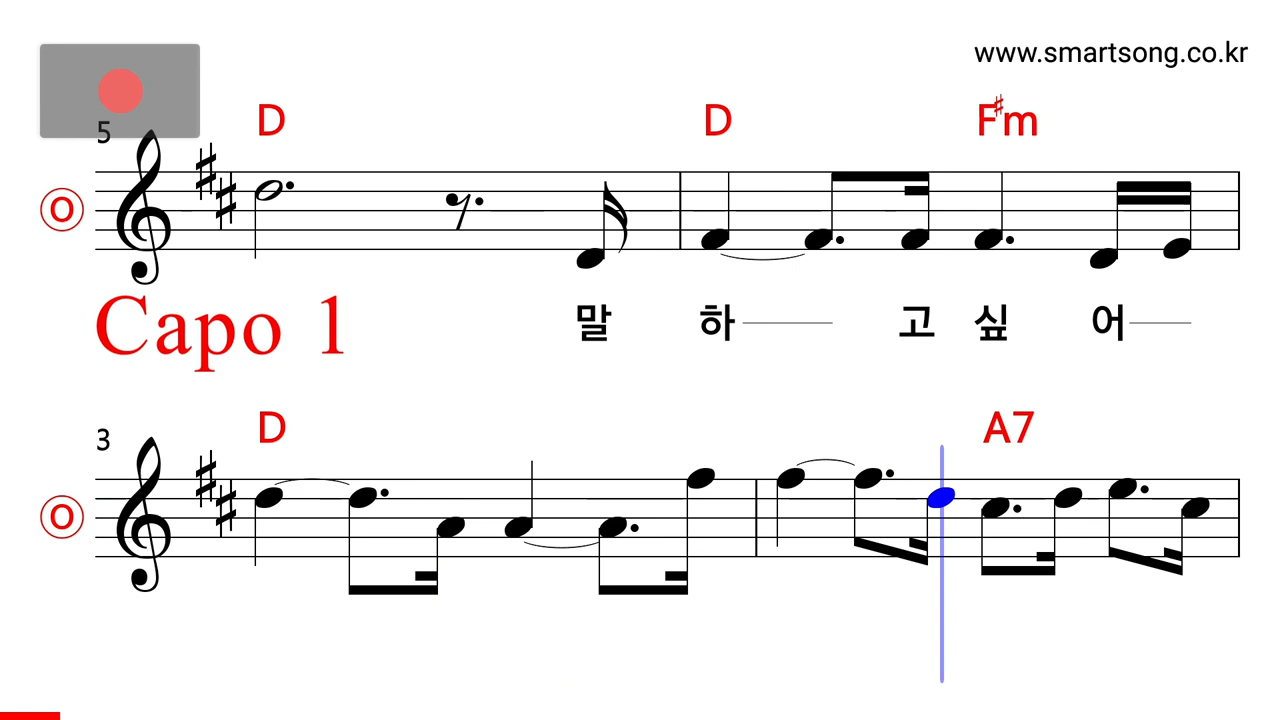 www.smartsong.co.kr
D D F♯m
5
O
말 하 고 싶 어
Capo 1
D A7
3
O